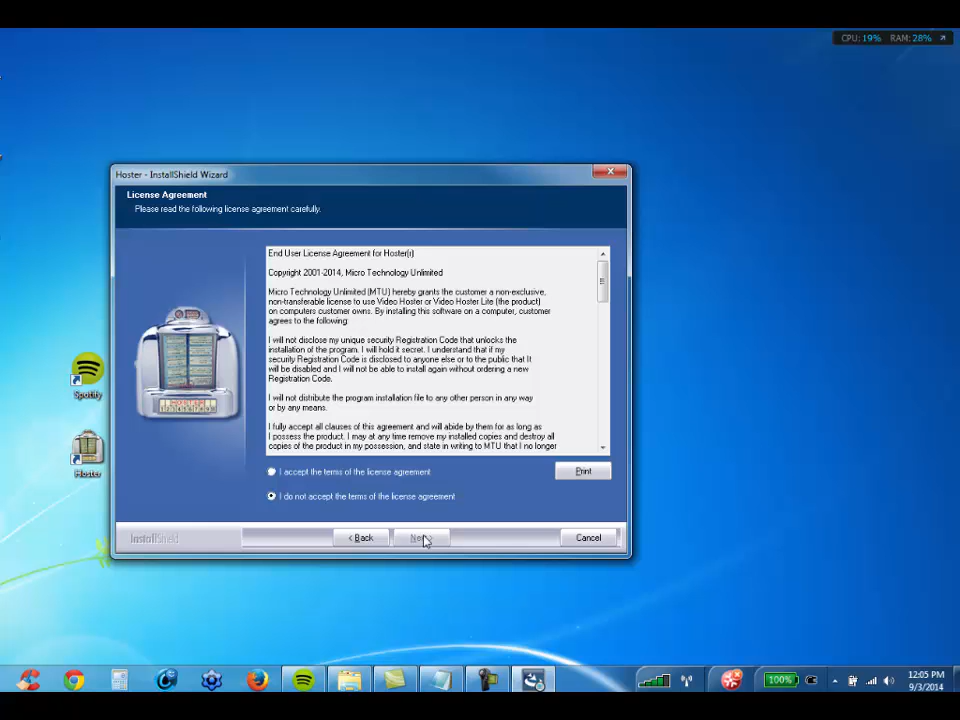 CPU: 19% RAM: 28%
Hoster - InstallShield Wizard
License Agreement
Please read the following license agreement carefully.
End User License Agreement for Hoster(r)
Copyright 2001-2014, Micro Technology Unlimited
Micro Technology Unlimited (MTU) hereby grants the customer a non-exclusive,
non-transferable license to use Video Hoster or Video Hoster Lite (the product)
on computers customer owns. By installing this software on a computer, customer
agrees to the following:
I will not disclose my unique security Registration Code that unlocks the
installation of the program. I will hold it secret. I understand that if my
security Registration Code is disclosed to anyone else or to the public that It
will be disabled and I will not be able to install again without ordering a new
Registration Code.
I will not distribute the program installation file to any other person in any way
or by any means.
I fully accept all clauses of this agreement and will abide by them for as long as
I possess the product. I may at any time remove my installed copies and destroy all
copies of the product in my possession, and state in writing to MTU that I no longer
I accept the terms of the license agreement
Print
I do not accept the terms of the license agreement
InstallShield
< Back
Cancel
Spotify
Hoster
100%
12:05 PM
9/3/2014